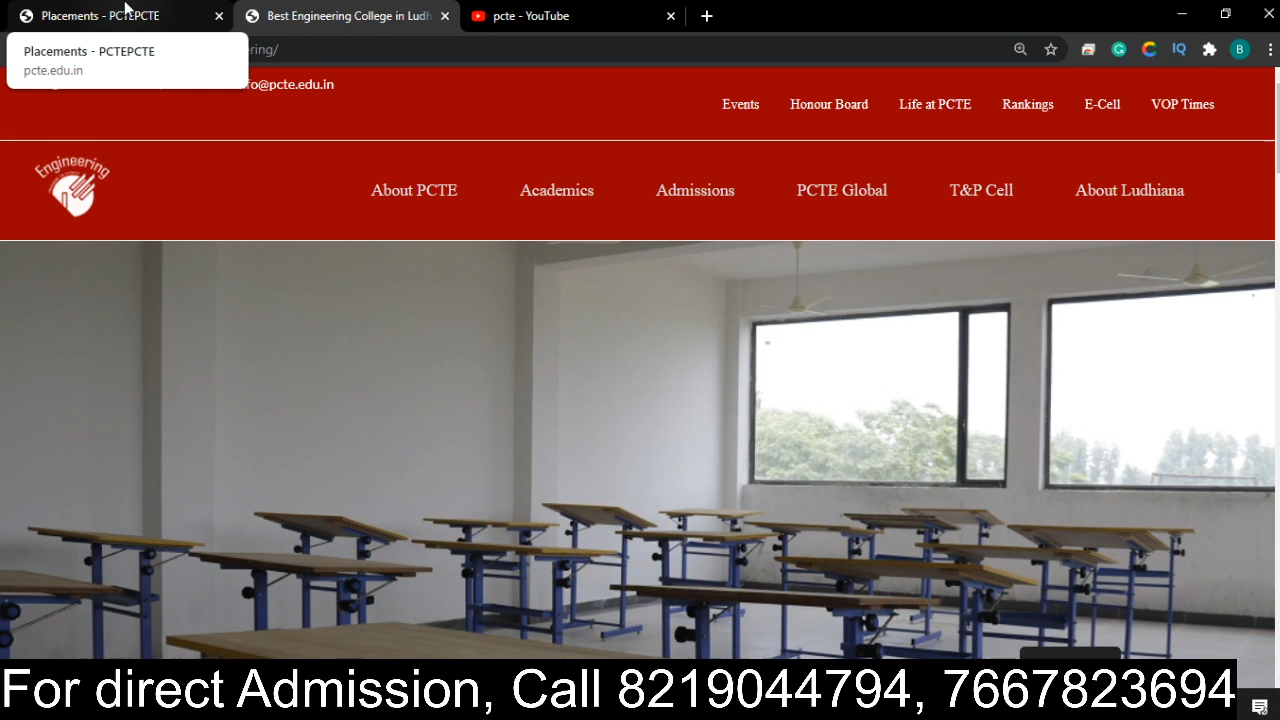 Placements - PCTEPCTE
Best Engineering College in Ludh
pcte - YouTube
Placements - PCTEPCTE
pcte.edu.in
ering/
IQ
B
fo@pcte.edu.in
Events
Honour Board
Life at PCTE
Rankings
E-Cell
VOP Times
Engineering
About PCTE
Academics
Admissions
PCTE Global
T&P Cell
About Ludhiana
For direct Admission, Call 8219044794, 7667823694